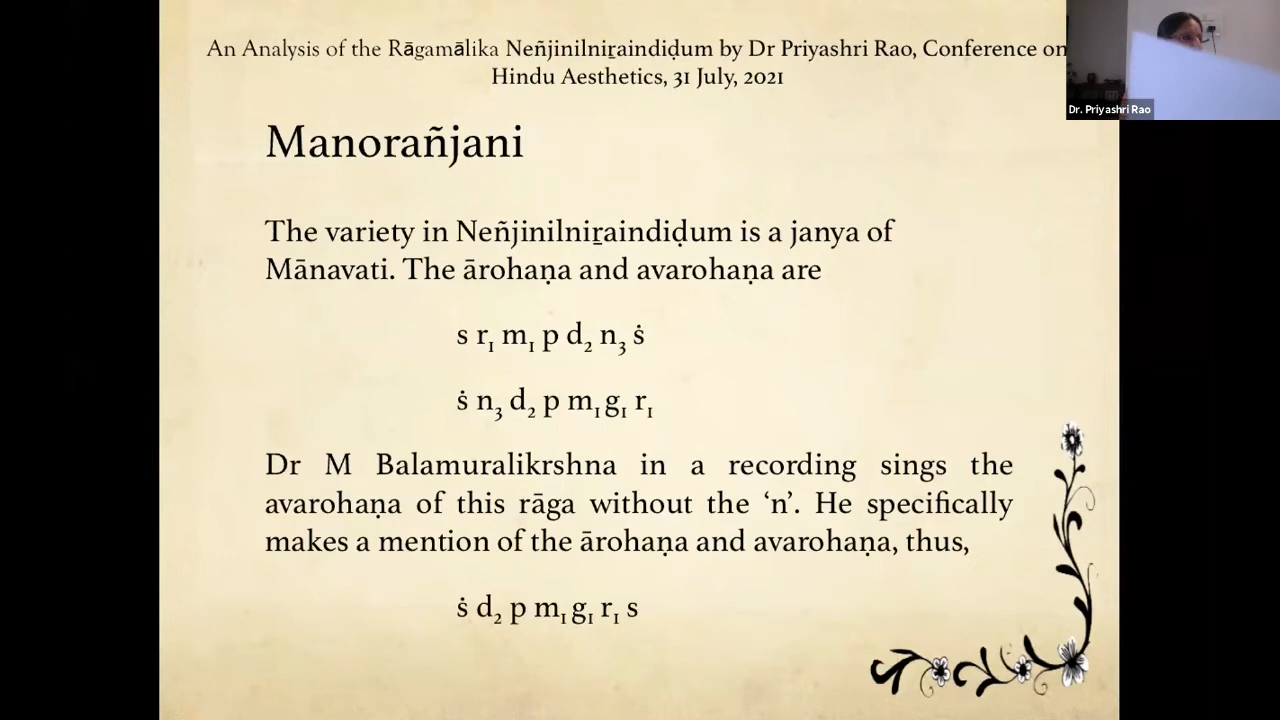 An Analysis of the Rāgamālika Neñjinilniṟaindiḍum by Dr Priyashri Rao, Conference on
Hindu Aesthetics, 31 July, 2021
Dr. Priyashri Rao
Manorañjani
The variety in Neñjinilniṟaindiḍum is a janya of
Mānavati. The ārohaṇa and avarohaṇa are
s r₁ m₁ p d₂ n₃ ṡ
ṡ n₃ d₂ p m₁ g₁ r₁
Dr M Balamuralikrshna in a recording sings the
avarohaṇa of this rāga without the ‘n’. He specifically
makes a mention of the ārohaṇa and avarohaṇa, thus,
ṡ d₂ p m₁ g₁ r₁ s